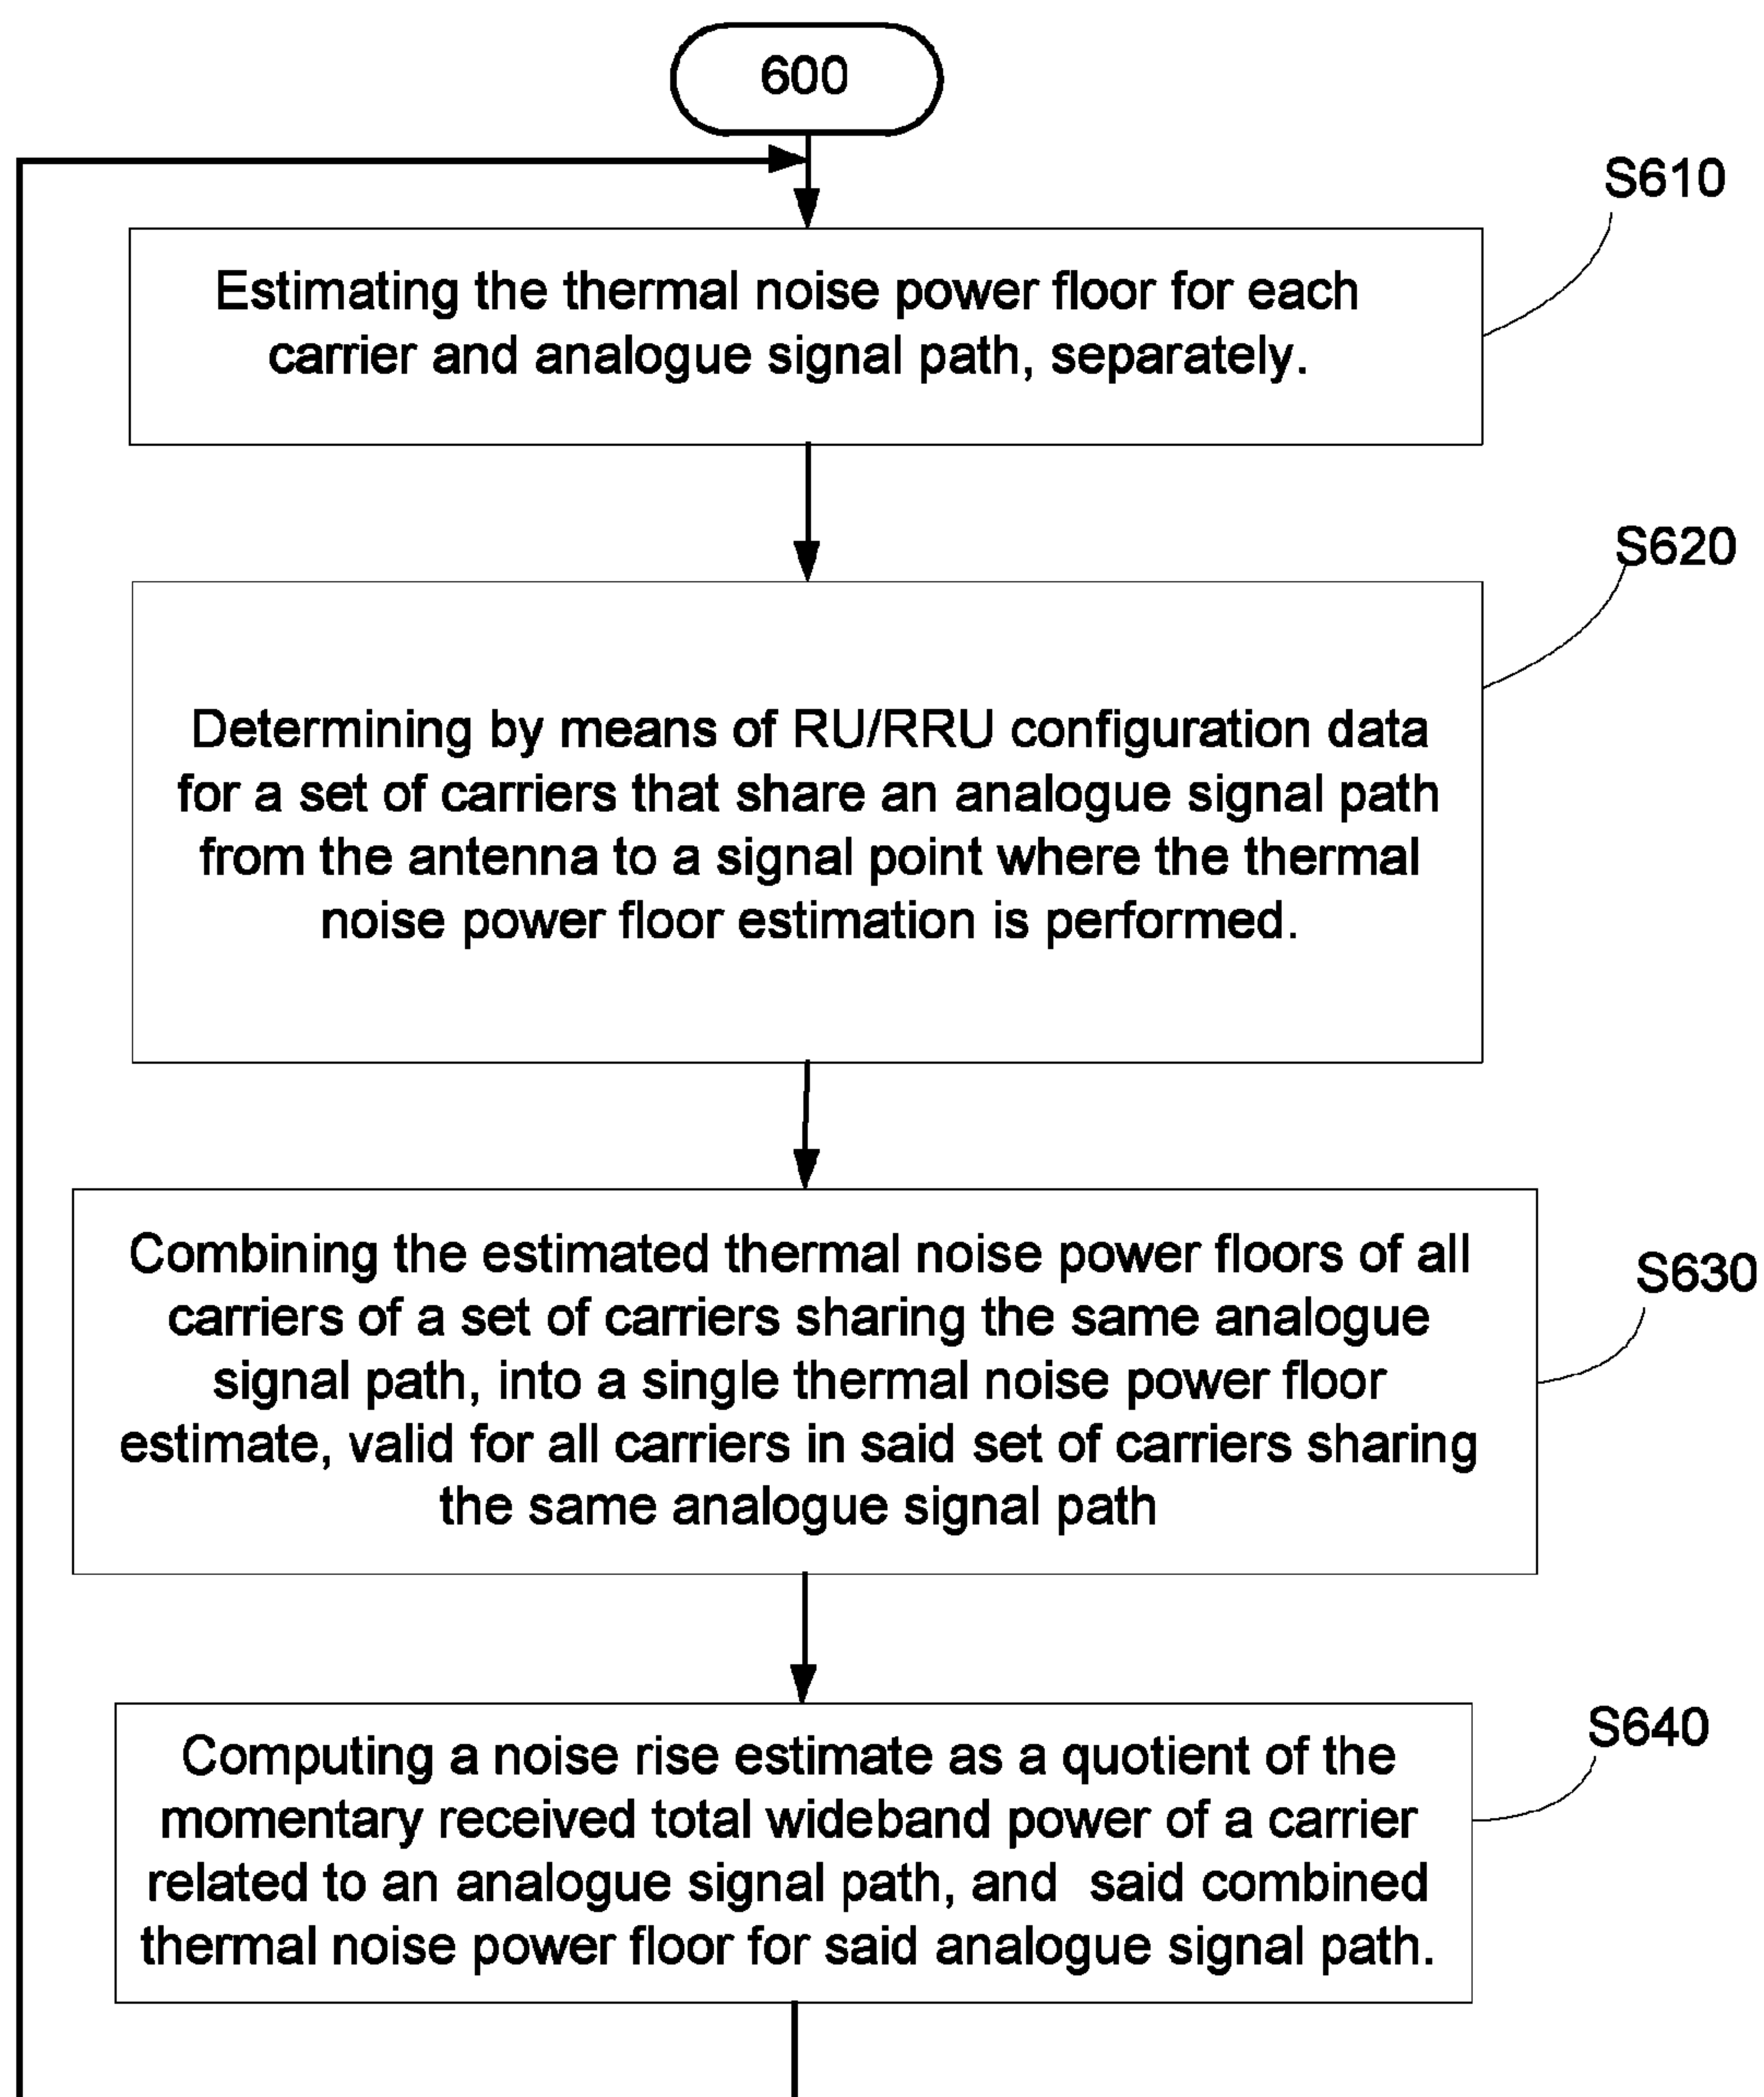 600
S610
Estimating the thermal noise power floor for each
carrier and analogue signal path, separately.
S620
Determining by means of RU/RRU configuration data
for a set of carriers that share an analogue signal path
from the antenna to a signal point where the thermal
noise power floor estimation is performed.
Combining the estimated thermal noise power floors of all
S630
carriers of a set of carriers sharing the same analogue
signal path, into a single thermal noise power floor
estimate, valid for all carriers in said set of carriers sharing
the same analogue signal path
S640
Computing a noise rise estimate as a quotient of the
momentary received total wideband power of a carrier
related to an analogue signal path, and said combined
thermal noise power floor for said analogue signal path.